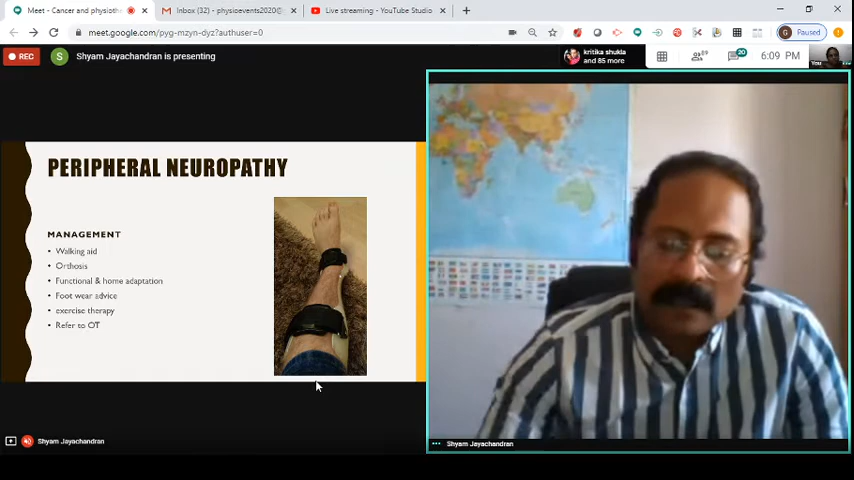 Meet - Cancer and physioth
Inbox (32) - physioevents2020@
Live streaming - YouTube Studio
meet.google.com/pyg-mzyn-dyz?authuser=0
Paused
REC
S
Shyam Jayachandran is presenting
kritika shukla
and 85 more
20
6:09 PM
You
PERIPHERAL NEUROPATHY
MANAGEMENT
• Walking aid
• Orthosis
• Functional & home adaptation
• Foot wear advice
• exercise therapy
• Refer to OT
Shyam Jayachandran
Shyam Jayachandran